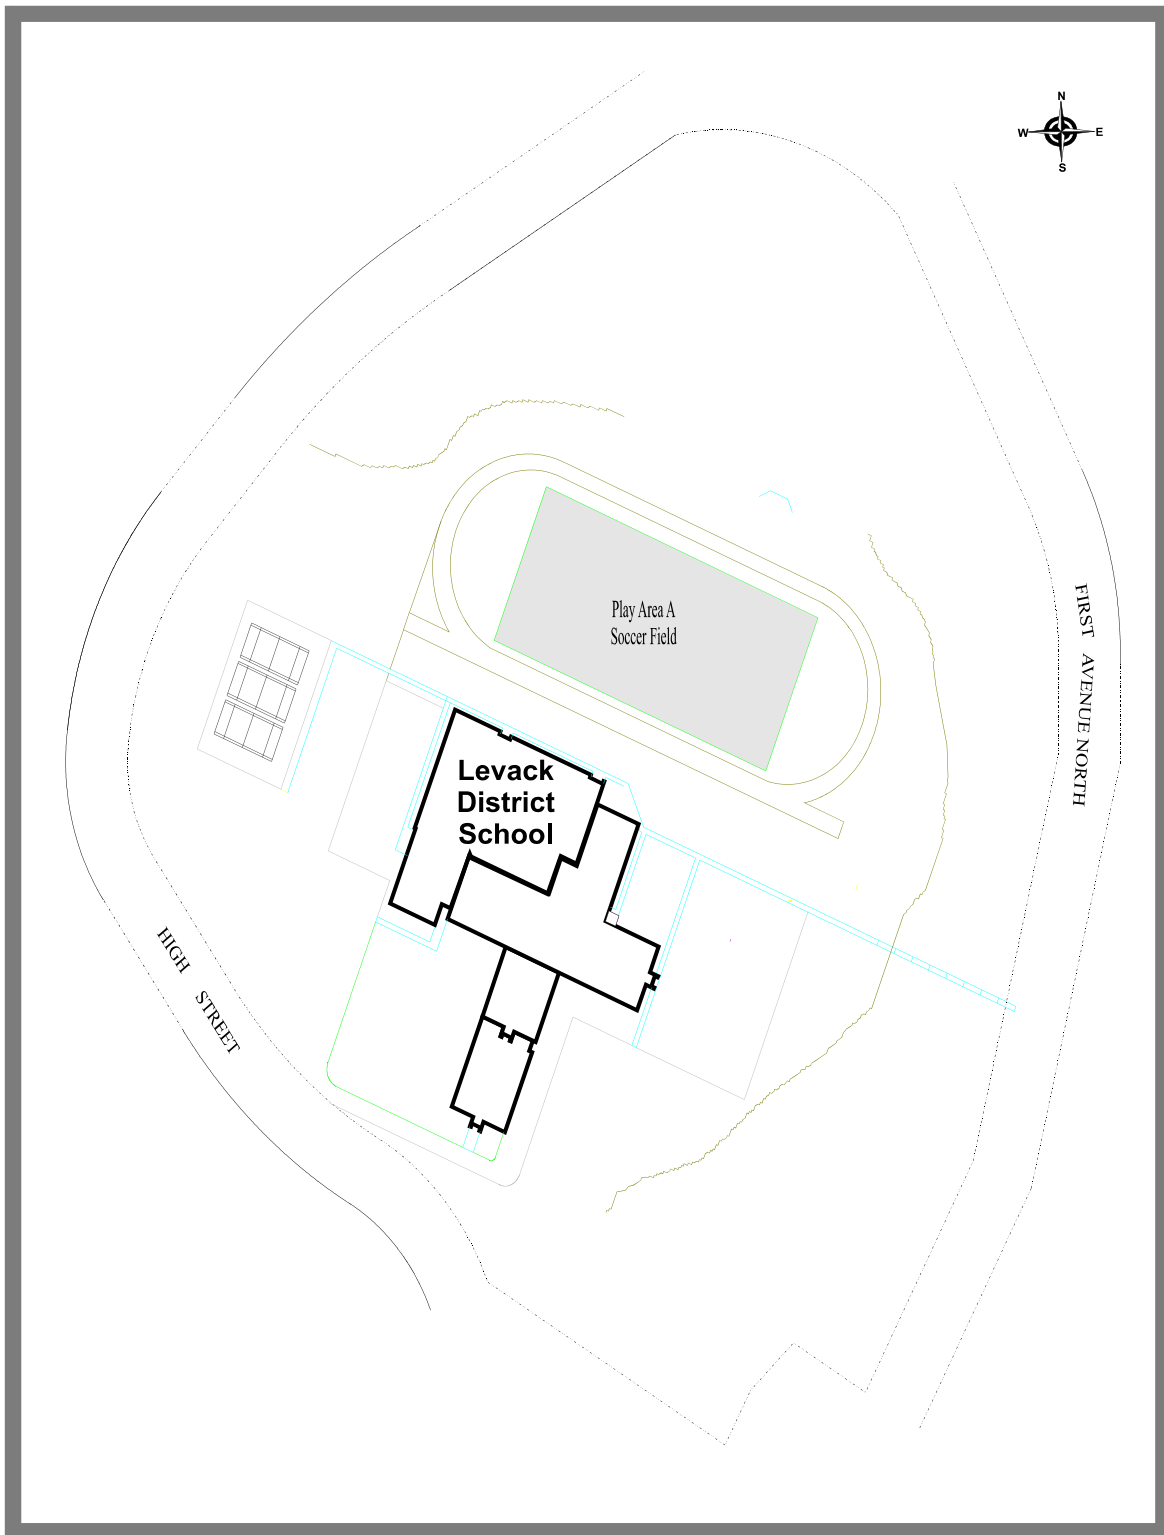 N
W E
S
Play Area A
Soccer Field
FIRST AVENUE NORTH
Levack
District
School
HIGH STREET